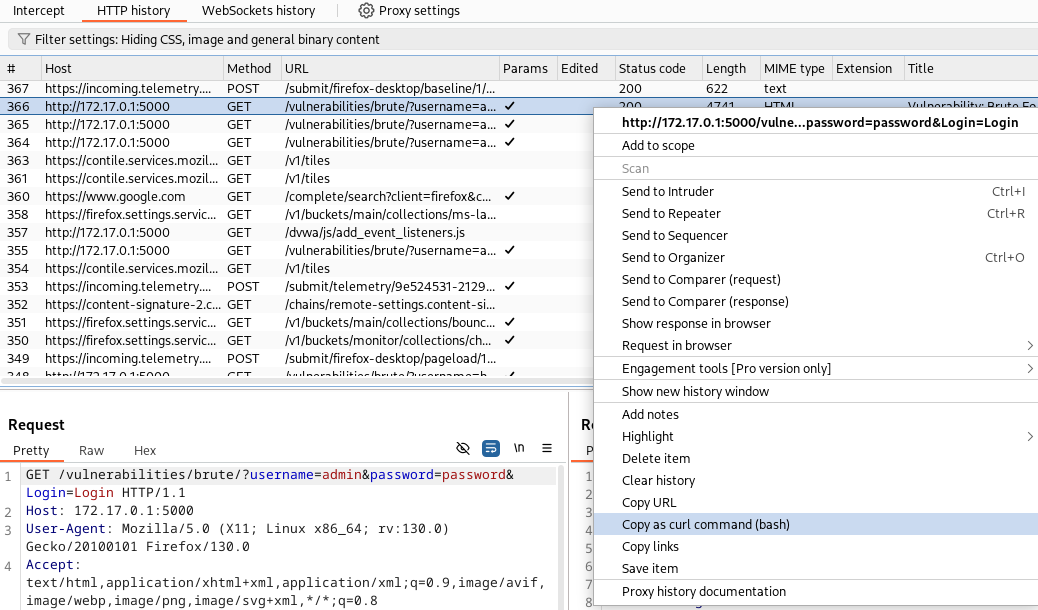 Intercept HTTP history WebSockets history Proxy settings
Filter settings: Hiding CSS, image and general binary content
# Host Method URL Params Edited Status code Length MIME type Extension Title
367 https://incoming.telemetry.... POST /submit/firefox-desktop/baseline/1/... 200 622 text
366 http://172.17.0.1:5000 GET /vulnerabilities/brute/?username=a... ✓ 200 4741 HTML Vulnerability: Brute Fo
365 http://172.17.0.1:5000 GET /vulnerabilities/brute/?username=a... ✓
364 http://172.17.0.1:5000 GET /vulnerabilities/brute/?username=a... ✓
363 https://contile.services.mozil... GET /v1/tiles
361 https://contile.services.mozil... GET /v1/tiles
360 https://www.google.com GET /complete/search?client=firefox&c... ✓
358 https://firefox.settings.servic... GET /v1/buckets/main/collections/ms-la...
357 http://172.17.0.1:5000 GET /dvwa/js/add_event_listeners.js
355 http://172.17.0.1:5000 GET /vulnerabilities/brute/?username=a... ✓
354 https://contile.services.mozil... GET /v1/tiles
353 https://incoming.telemetry.... POST /submit/telemetry/9e524531-2129... ✓
352 https://content-signature-2.c... GET /chains/remote-settings.content-si...
351 https://firefox.settings.servic... GET /v1/buckets/main/collections/bounc... ✓
350 https://firefox.settings.servic... GET /v1/buckets/monitor/collections/ch... ✓
349 https://incoming.telemetry.... POST /submit/firefox-desktop/pageload/1...
348 http://172.17.0.1:5000 GET /vulnerabilities/brute/?username=b... ✓
http://172.17.0.1:5000/vulne...password=password&Login=Login
Add to scope
Scan
Send to Intruder Ctrl+I
Send to Repeater Ctrl+R
Send to Sequencer
Send to Organizer Ctrl+O
Send to Comparer (request)
Send to Comparer (response)
Show response in browser
Request in browser
Engagement tools [Pro version only]
Show new history window
Add notes
Highlight
Delete item
Clear history
Copy URL
Copy as curl command (bash)
Copy links
Save item
Proxy history documentation
Request
Pretty Raw Hex \n
1 GET /vulnerabilities/brute/?username=admin&password=password&
Login=Login HTTP/1.1
2 Host: 172.17.0.1:5000
3 User-Agent: Mozilla/5.0 (X11; Linux x86_64; rv:130.0)
Gecko/20100101 Firefox/130.0
4 Accept:
text/html,application/xhtml+xml,application/xml;q=0.9,image/avif,
image/webp,image/png,image/svg+xml,*/*;q=0.8
R
P
1
2
3
4
5
6
7
8